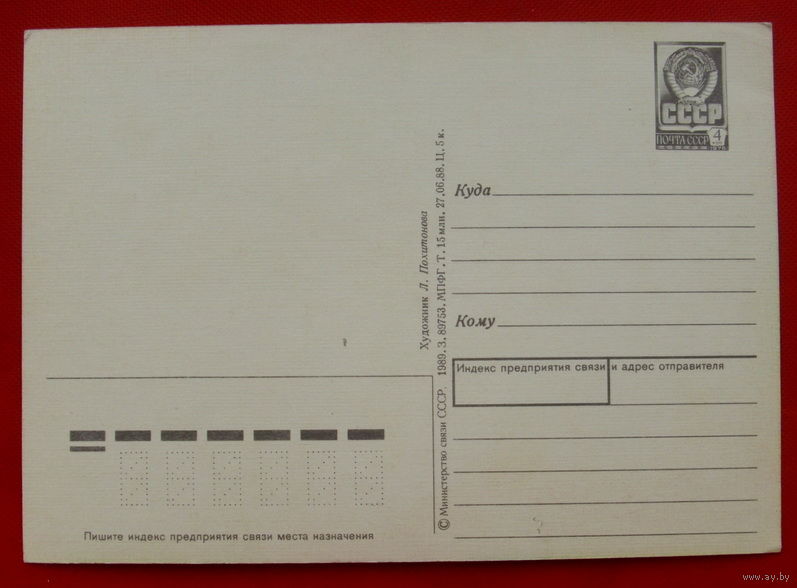 СССР
ПОЧТА СССР 4
Куда
Кому
Индекс предприятия связи и адрес отправителя
Художник Л. Похитонова
© Министерство связи СССР. 1989. З. 89753. МПФГ. Т. 15 млн. 27.06.88. Ц. 5 к.
Пишите индекс предприятия связи места назначения
www.ay.by